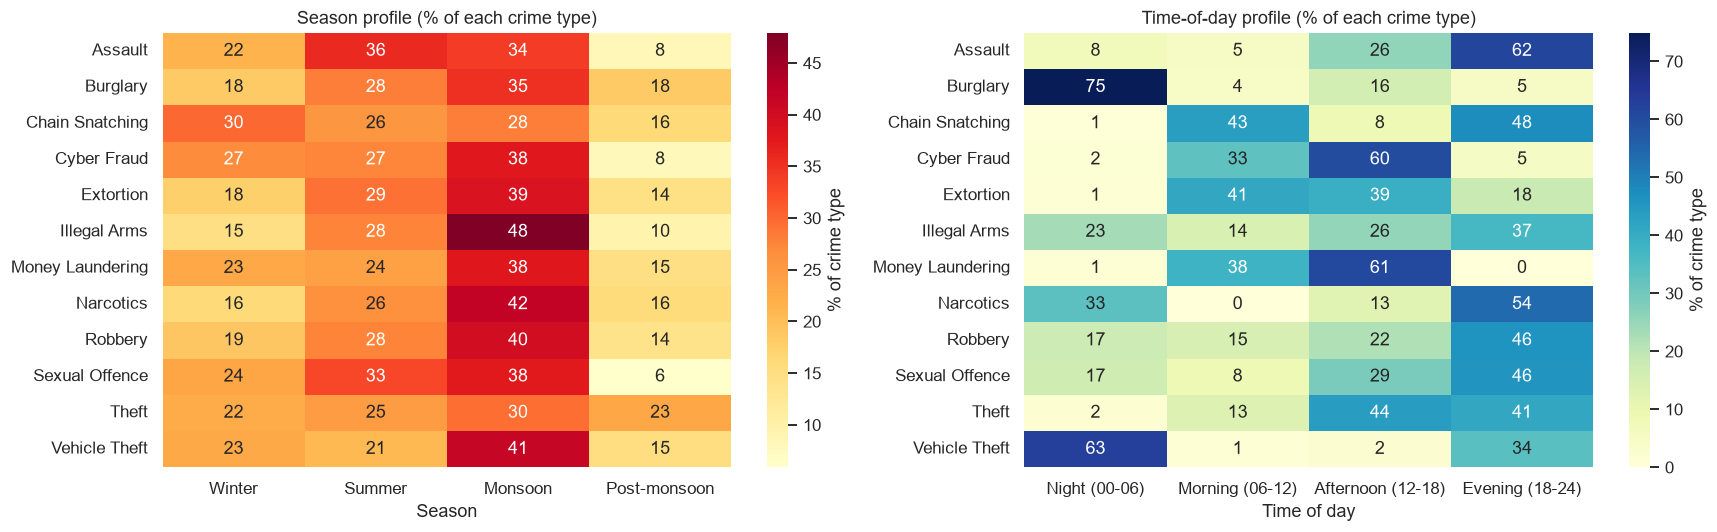 Season profile (% of each crime type)
Assault 22 36 34 8
Burglary 18 28 35 18
Chain Snatching 30 26 28 16
Cyber Fraud 27 27 38 8
Extortion 18 29 39 14
Illegal Arms 15 28 48 10
Money Laundering 23 24 38 15
Narcotics 16 26 42 16
Robbery 19 28 40 14
Sexual Offence 24 33 38 6
Theft 22 25 30 23
Vehicle Theft 23 21 41 15
Winter Summer Monsoon Post-monsoon
Season
45
40
35
30
25
20
15
10
% of crime type
Time-of-day profile (% of each crime type)
Assault 8 5 26 62
Burglary 75 4 16 5
Chain Snatching 1 43 8 48
Cyber Fraud 2 33 60 5
Extortion 1 41 39 18
Illegal Arms 23 14 26 37
Money Laundering 1 38 61 0
Narcotics 33 0 13 54
Robbery 17 15 22 46
Sexual Offence 17 8 29 46
Theft 2 13 44 41
Vehicle Theft 63 1 2 34
Night (00-06) Morning (06-12) Afternoon (12-18) Evening (18-24)
Time of day
70
60
50
40
30
20
10
0
% of crime type